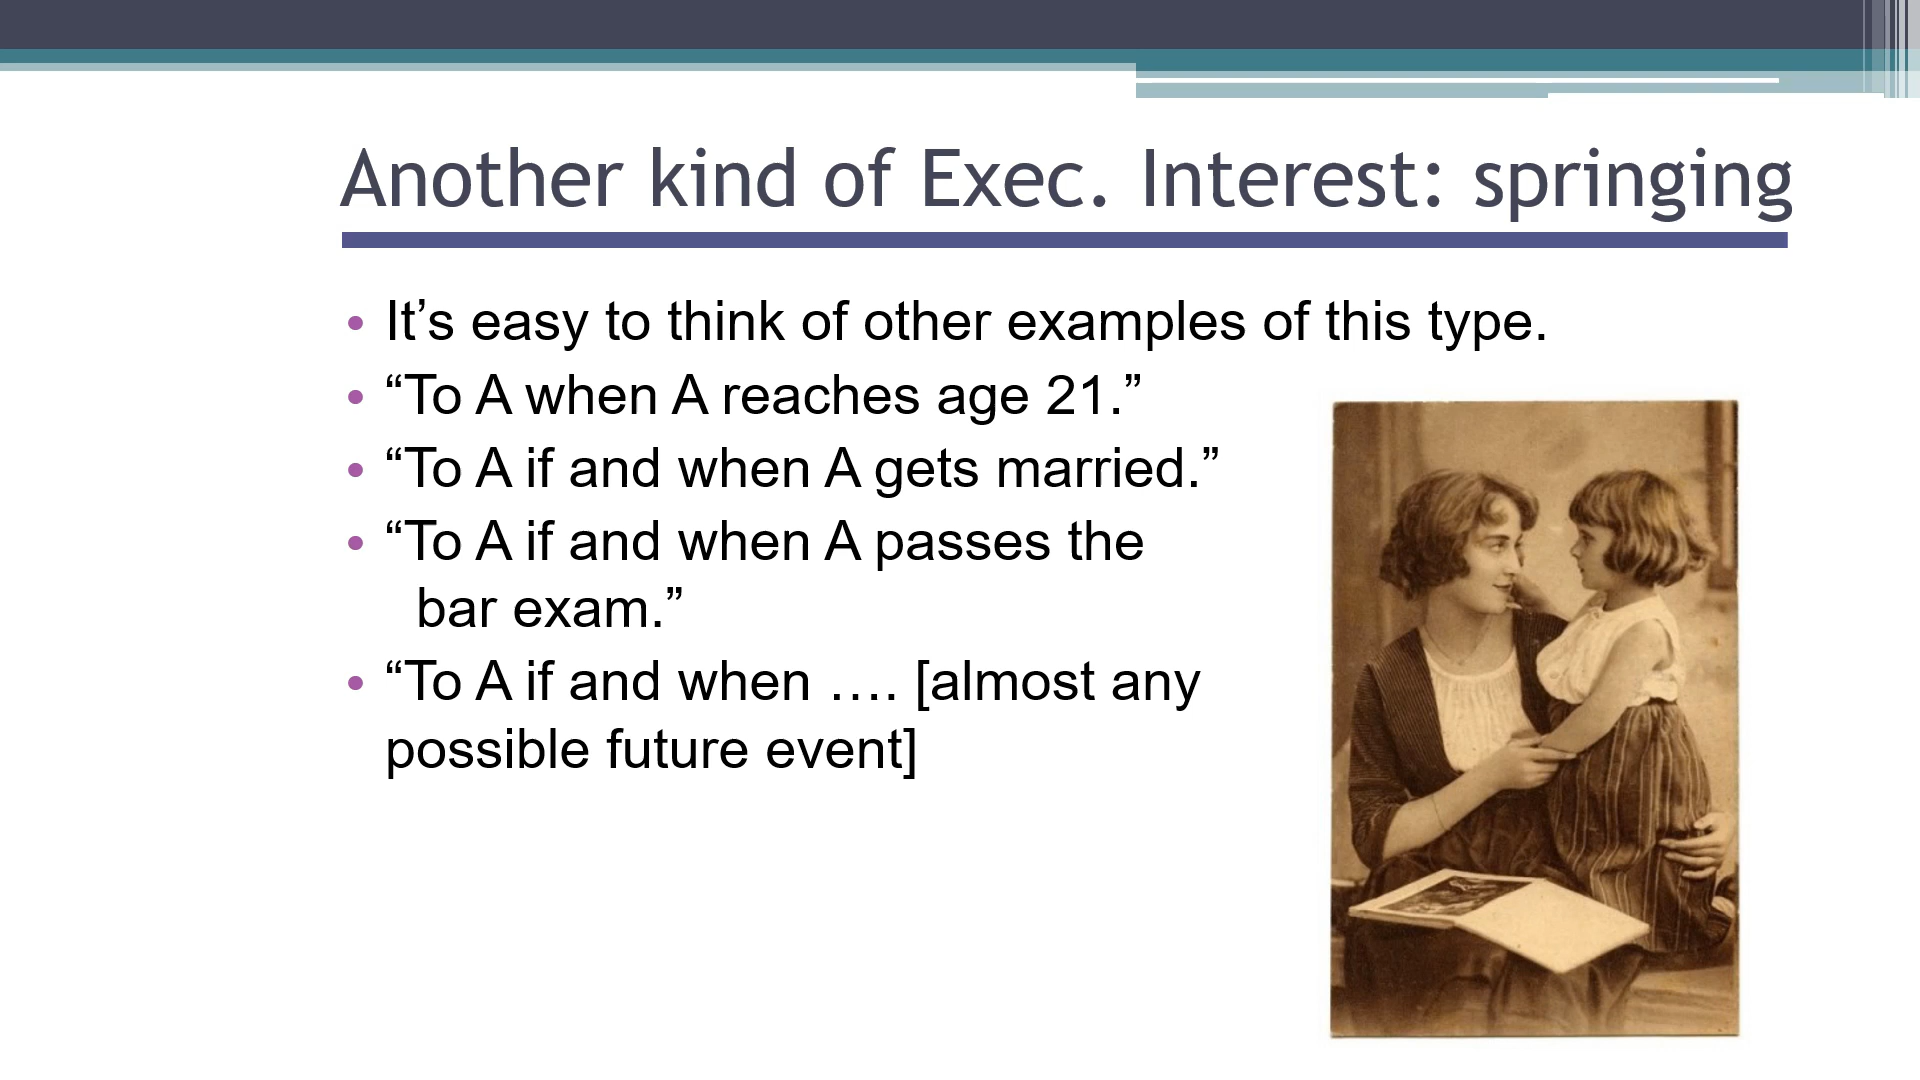 Another kind of Exec. Interest: springing
• It’s easy to think of other examples of this type.
• “To A when A reaches age 21.”
• “To A if and when A gets married.”
• “To A if and when A passes the
bar exam.”
• “To A if and when …. [almost any
possible future event]